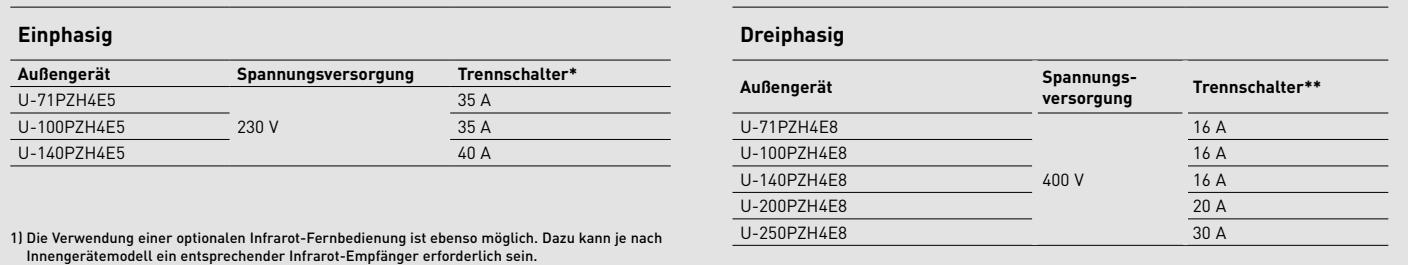 Einphasig
Außengerät Spannungsversorgung Trennschalter*
U-71PZH4E5 35 A
U-100PZH4E5 230 V 35 A
U-140PZH4E5 40 A
1) Die Verwendung einer optionalen Infrarot-Fernbedienung ist ebenso möglich. Dazu kann je nach
Innengerätemodell ein entsprechender Infrarot-Empfänger erforderlich sein.
Dreiphasig
Außengerät Spannungs-
versorgung Trennschalter**
U-71PZH4E8 16 A
U-100PZH4E8 16 A
U-140PZH4E8 400 V 16 A
U-200PZH4E8 20 A
U-250PZH4E8 30 A